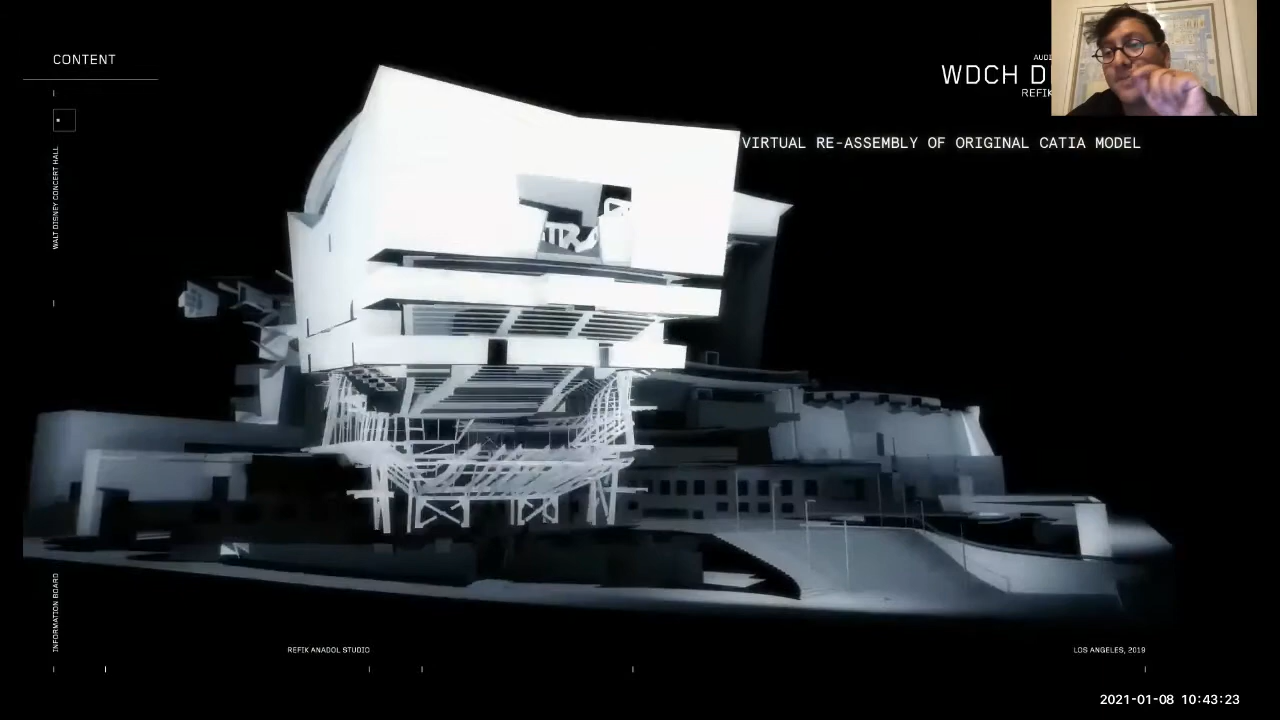 CONTENT
WDCH
VIRTUAL RE-ASSEMBLY OF ORIGINAL CATIA MODEL
WALT DISNEY CONCERT HALL
INFORMATION BOARD
REFIK ANADOL STUDIO
LOS ANGELES, 2019
2021-01-08 10:43:23